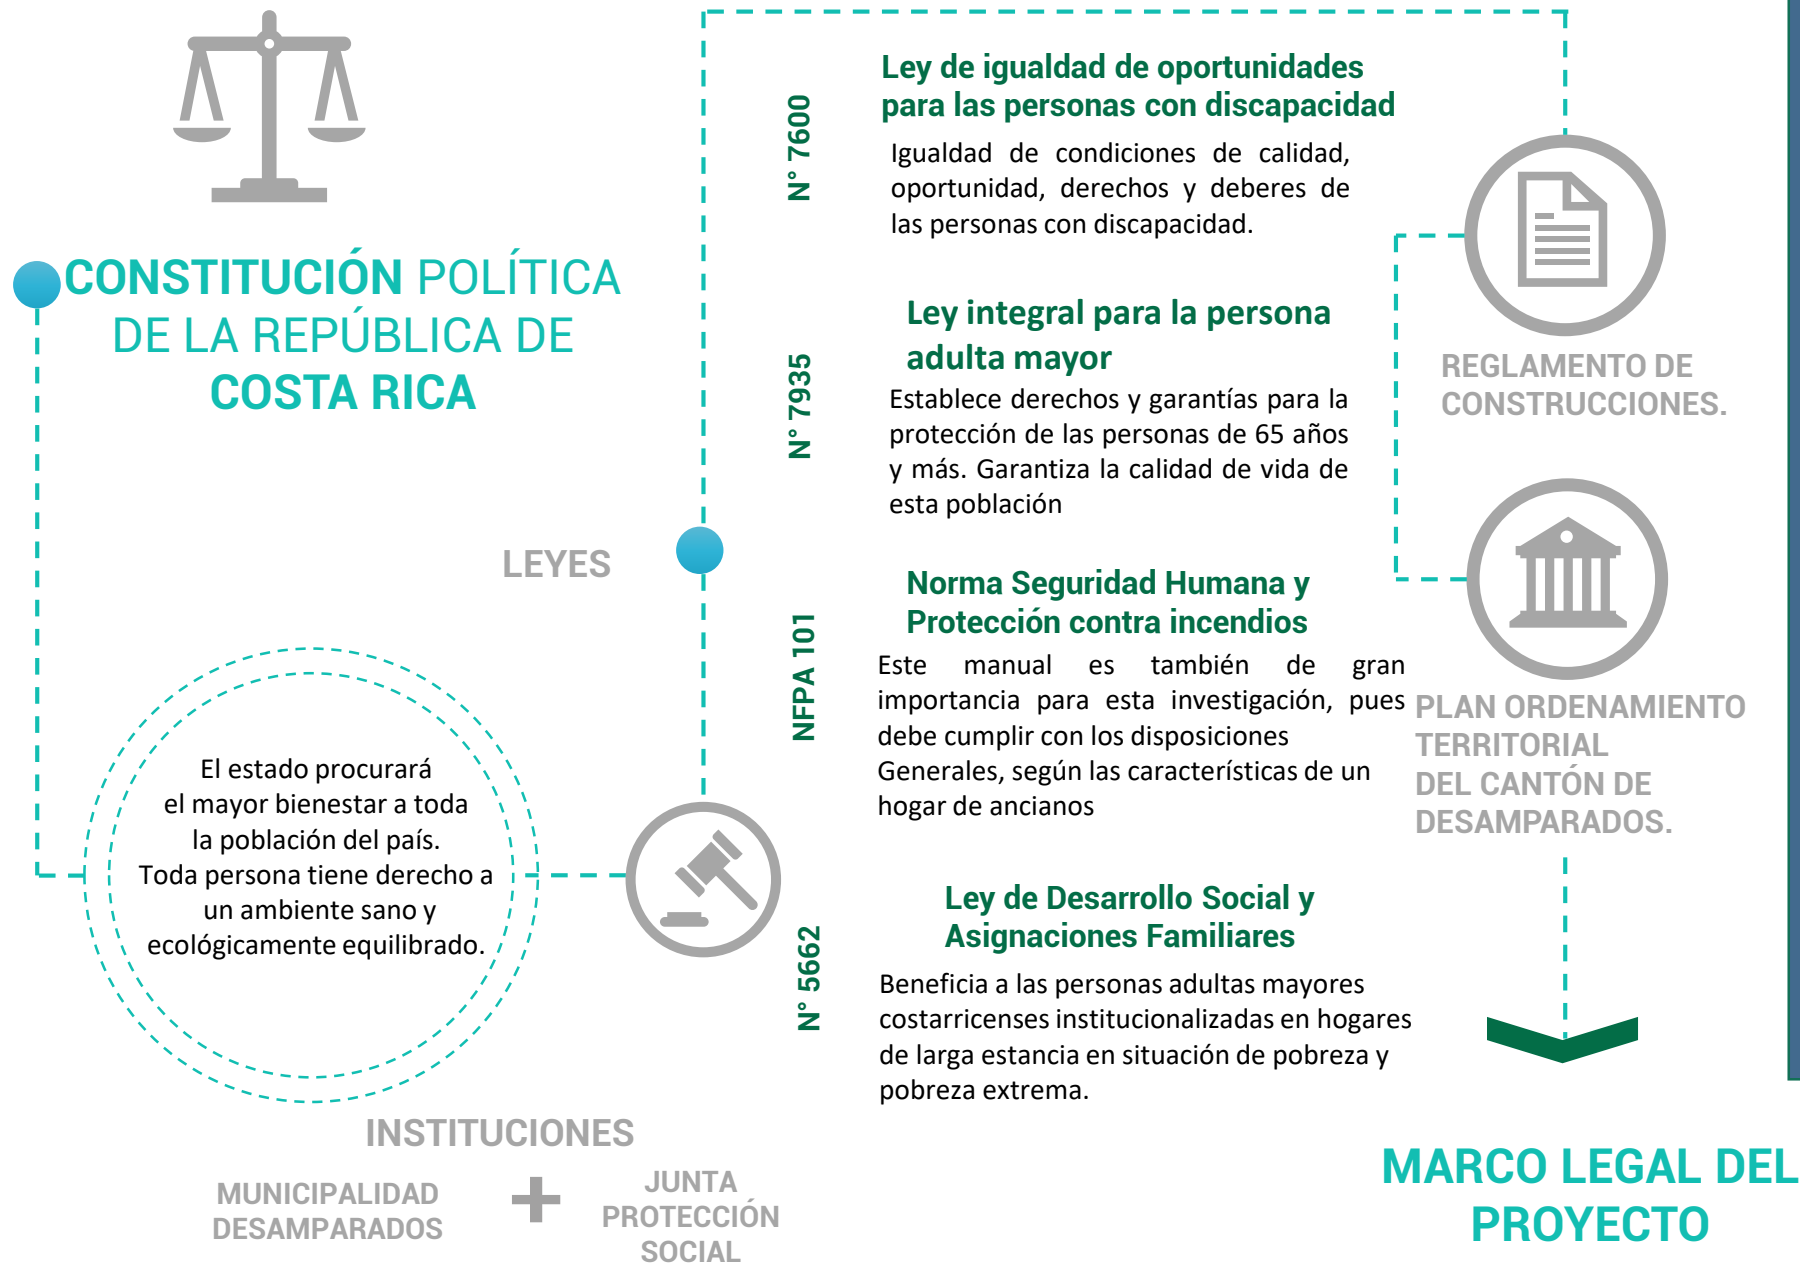 CONSTITUCIÓN POLÍTICA
DE LA REPÚBLICA DE
COSTA RICA
El estado procurará
el mayor bienestar a toda
la población del país.
Toda persona tiene derecho a
un ambiente sano y
ecológicamente equilibrado.
INSTITUCIONES
MUNICIPALIDAD
DESAMPARADOS
+
JUNTA
PROTECCIÓN
SOCIAL
LEYES
N° 7600
Ley de igualdad de oportunidades
para las personas con discapacidad
Igualdad de condiciones de calidad,
oportunidad, derechos y deberes de
las personas con discapacidad.
N° 7935
Ley integral para la persona
adulta mayor
Establece derechos y garantías para la
protección de las personas de 65 años
y más. Garantiza la calidad de vida de
esta población
NFPA 101
Norma Seguridad Humana y
Protección contra incendios
Este manual es también de gran
importancia para esta investigación, pues
debe cumplir con los disposiciones
Generales, según las características de un
hogar de ancianos
N° 5662
Ley de Desarrollo Social y
Asignaciones Familiares
Beneficia a las personas adultas mayores
costarricenses institucionalizadas en hogares
de larga estancia en situación de pobreza y
pobreza extrema.
REGLAMENTO DE
CONSTRUCCIONES.
PLAN ORDENAMIENTO
TERRITORIAL
DEL CANTÓN DE
DESAMPARADOS.
MARCO LEGAL DEL
PROYECTO